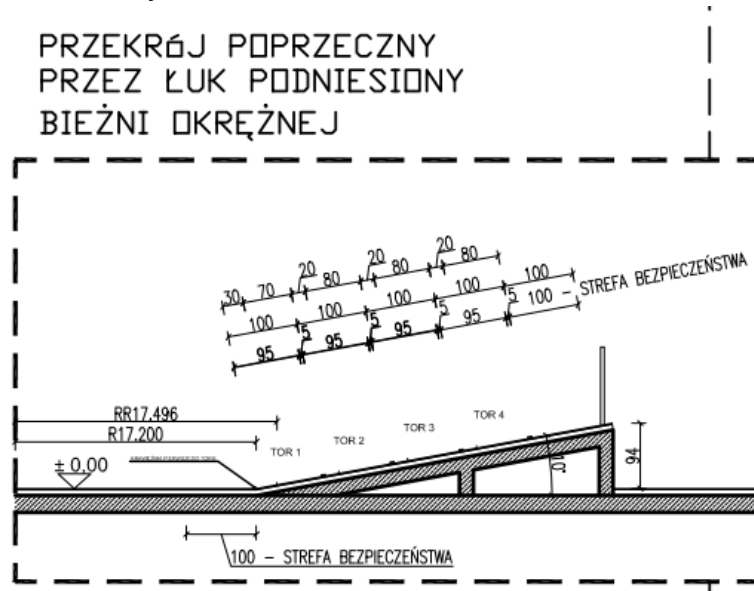 PRZEKRÓJ POPRZECZNY
PRZEZ ŁUK PODNIESIONY
BIEŻNI OKRĘŻNEJ
30 70 20 80 20 80 20 80
100 100 100 100 100
95 5 95 5 95 5 95 5 100 - STREFA BEZPIECZEŃSTWA
RR17.496
R17.200
TOR 1 TOR 2 TOR 3 TOR 4
± 0,00
10°
94
100 - STREFA BEZPIECZEŃSTWA